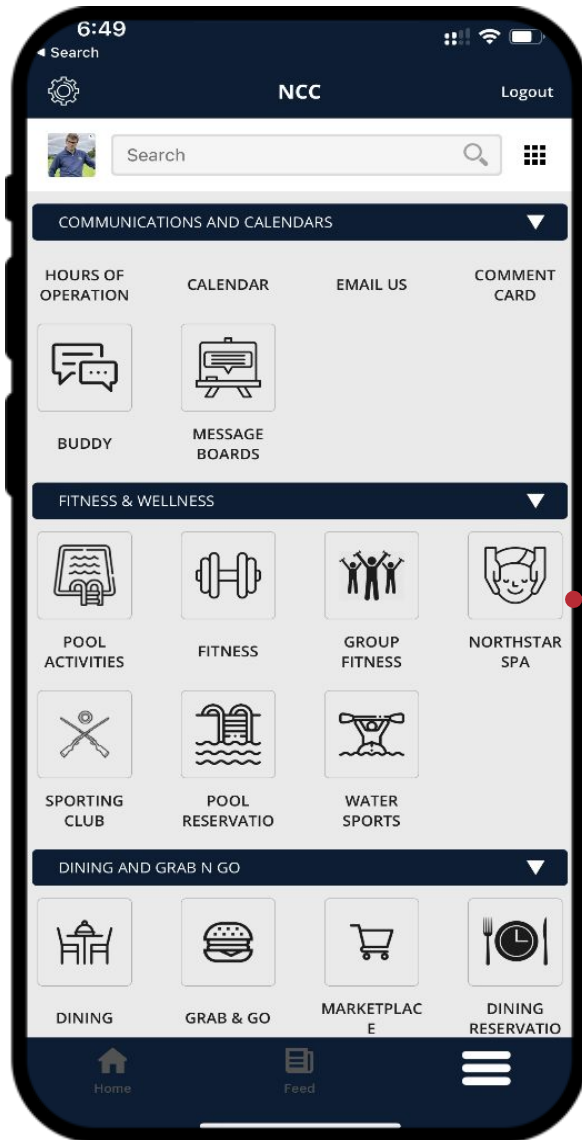 6:49
◂ Search
NCC
Logout
Search
COMMUNICATIONS AND CALENDARS
HOURS OF
OPERATION
CALENDAR
EMAIL US
COMMENT
CARD
BUDDY
MESSAGE
BOARDS
FITNESS & WELLNESS
POOL
ACTIVITIES
FITNESS
GROUP
FITNESS
NORTHSTAR
SPA
SPORTING
CLUB
POOL
RESERVATIO
WATER
SPORTS
DINING AND GRAB N GO
DINING
GRAB & GO
MARKETPLAC
E
DINING
RESERVATIO
Home
Feed